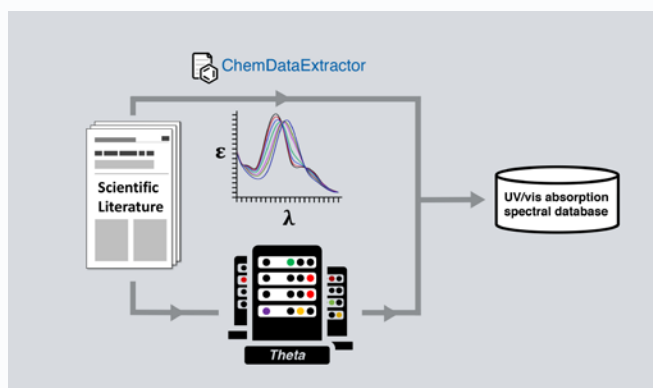 ChemDataExtractor
Scientific
Literature
ε
λ
UV/vis absorption
spectral database
Theta